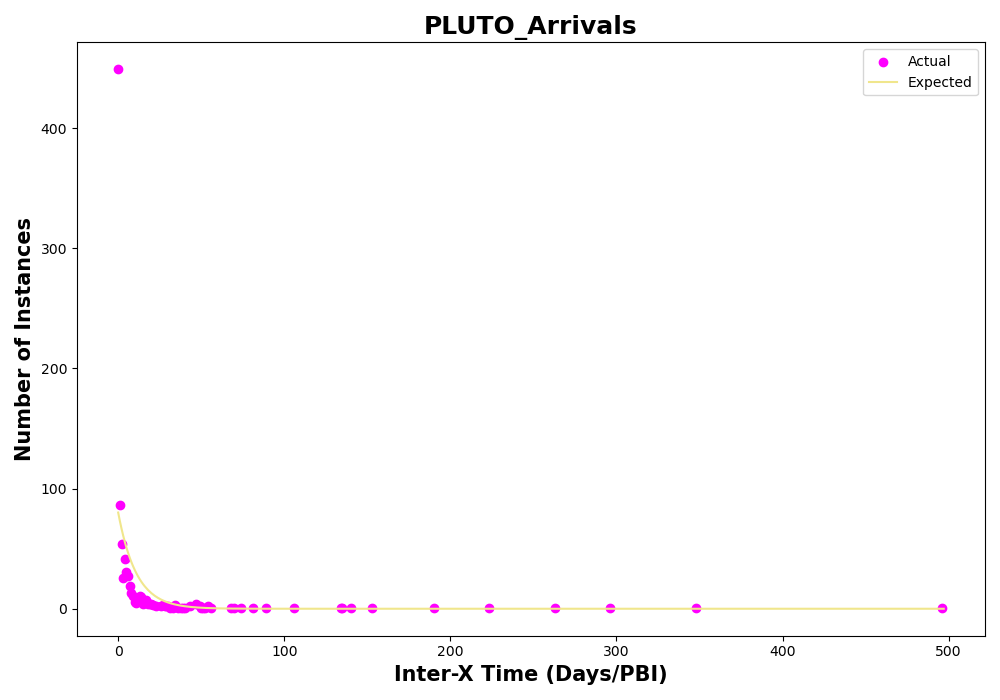 PLUTO_Arrivals
Actual
Expected
Number of Instances
400
300
200
100
0
0
100
200
300
400
500
Inter-X Time (Days/PBI)